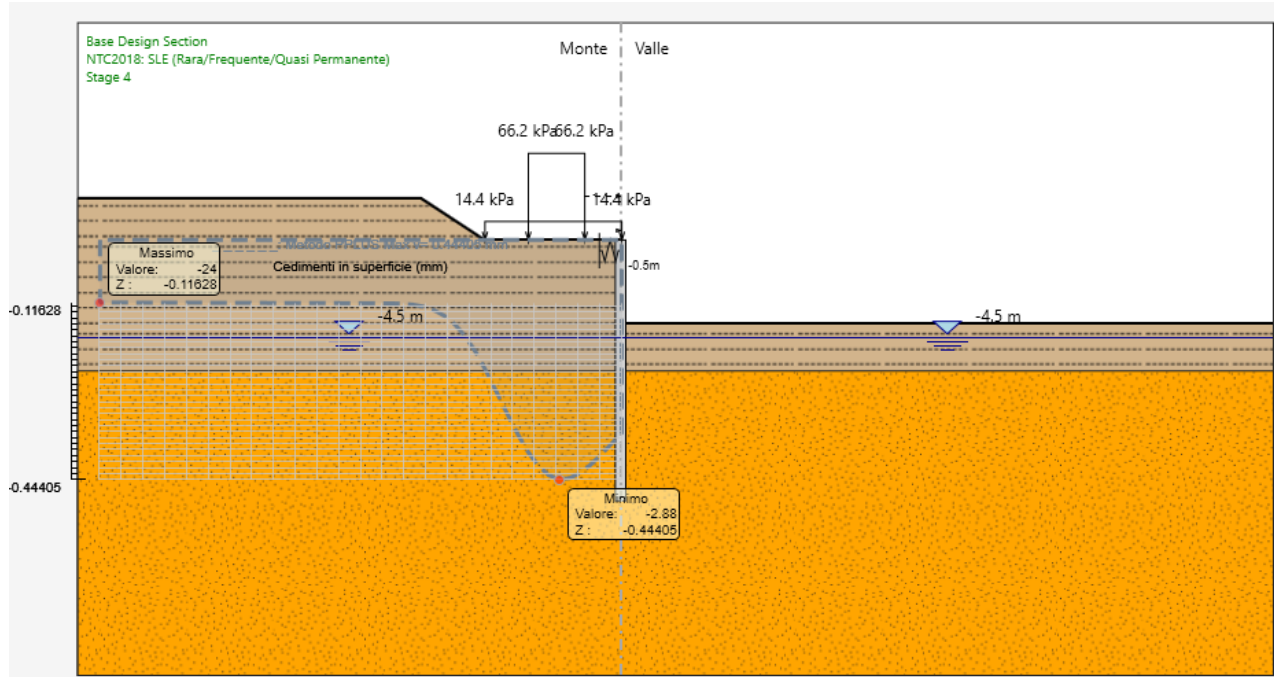 Base Design Section
NTC2018: SLE (Rara/Frequente/Quasi Permanente)
Stage 4
Monte
Valle
66.2 kPa
66.2 kPa
14.4 kPa
14.4 kPa
Massimo
Valore: -24
Z : -0.11628
Cedimenti in superficie (mm)
-0.5m
-0.11628
-4.5 m
-4.5 m
-0.44405
Minimo
Valore: -2.88
Z : -0.44405